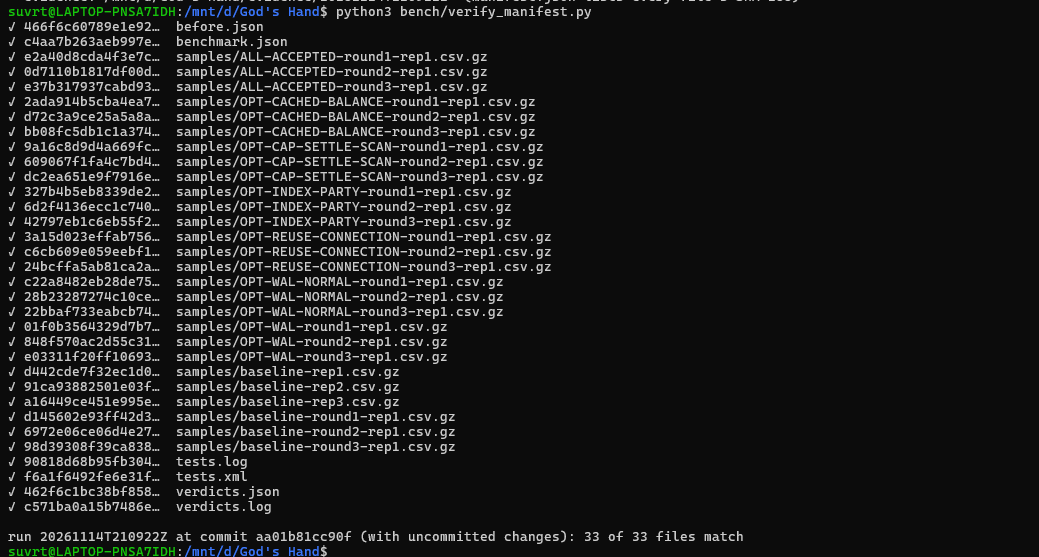 suvrt@LAPTOP-PNSA7IDH:/mnt/d/God's Hand$ python3 bench/verify_manifest.py
✓ 466f6c60789e1e92… before.json
✓ c4aa7b263aeb997e… benchmark.json
✓ e2a40d8cda4f3e7c… samples/ALL-ACCEPTED-round1-rep1.csv.gz
✓ 0d7110b1817df00d… samples/ALL-ACCEPTED-round2-rep1.csv.gz
✓ e37b317937cabd93… samples/ALL-ACCEPTED-round3-rep1.csv.gz
✓ 2ada914b5cba4ea7… samples/OPT-CACHED-BALANCE-round1-rep1.csv.gz
✓ d72c3a9ce25a5a8a… samples/OPT-CACHED-BALANCE-round2-rep1.csv.gz
✓ bb08fc5db1c1a374… samples/OPT-CACHED-BALANCE-round3-rep1.csv.gz
✓ 9a16c8d9d4a669fc… samples/OPT-CAP-SETTLE-SCAN-round1-rep1.csv.gz
✓ 609067f1fa4c7bd4… samples/OPT-CAP-SETTLE-SCAN-round2-rep1.csv.gz
✓ dc2ea651e9f7916e… samples/OPT-CAP-SETTLE-SCAN-round3-rep1.csv.gz
✓ 327b4b5eb8339de2… samples/OPT-INDEX-PARTY-round1-rep1.csv.gz
✓ 6d2f4136ecc1c740… samples/OPT-INDEX-PARTY-round2-rep1.csv.gz
✓ 42797eb1c6eb55f2… samples/OPT-INDEX-PARTY-round3-rep1.csv.gz
✓ 3a15d023effab756… samples/OPT-REUSE-CONNECTION-round1-rep1.csv.gz
✓ c6cb609e059eebf1… samples/OPT-REUSE-CONNECTION-round2-rep1.csv.gz
✓ 24bcffa5ab81ca2a… samples/OPT-REUSE-CONNECTION-round3-rep1.csv.gz
✓ c22a8482eb28de75… samples/OPT-WAL-NORMAL-round1-rep1.csv.gz
✓ 28b23287274c10ce… samples/OPT-WAL-NORMAL-round2-rep1.csv.gz
✓ 22bbaf733eabcb74… samples/OPT-WAL-NORMAL-round3-rep1.csv.gz
✓ 01f0b3564329d7b7… samples/OPT-WAL-round1-rep1.csv.gz
✓ 848f570ac2d55c31… samples/OPT-WAL-round2-rep1.csv.gz
✓ e03311f20ff10693… samples/OPT-WAL-round3-rep1.csv.gz
✓ d442cde7f32ec1d0… samples/baseline-rep1.csv.gz
✓ 91ca93882501e03f… samples/baseline-rep2.csv.gz
✓ a16449ce451e995e… samples/baseline-rep3.csv.gz
✓ d145602e93ff42d3… samples/baseline-round1-rep1.csv.gz
✓ 6972e06ce06d4e27… samples/baseline-round2-rep1.csv.gz
✓ 98d39308f39ca838… samples/baseline-round3-rep1.csv.gz
✓ 90818d68b95fb304… tests.log
✓ f6a1f6492fe6e31f… tests.xml
✓ 462f6c1bc38bf858… verdicts.json
✓ c571ba0a15b7486e… verdicts.log
run 20261114T210922Z at commit aa01b81cc90f (with uncommitted changes): 33 of 33 files match
suvrt@LAPTOP-PNSA7IDH:/mnt/d/God's Hand$